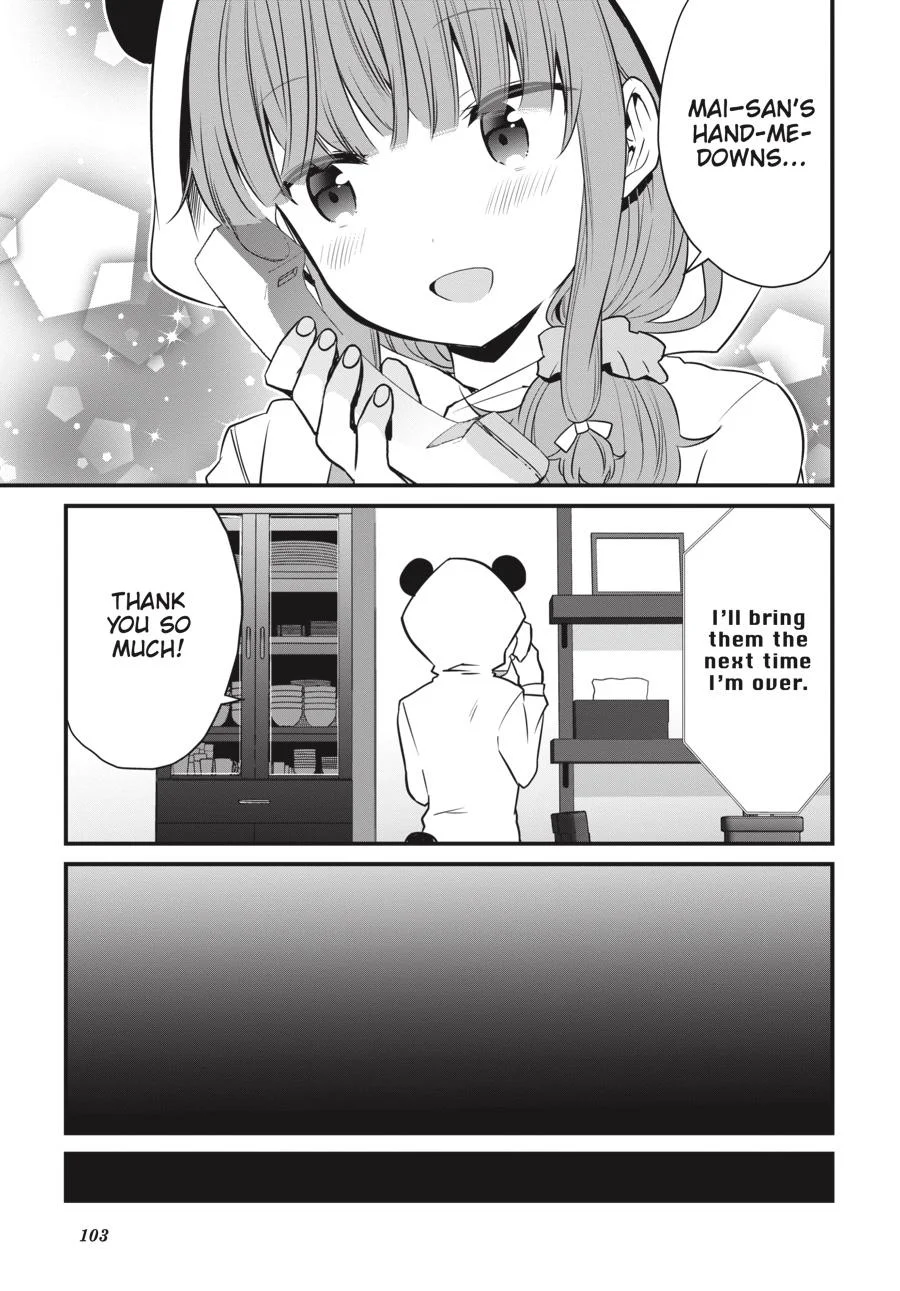 MAI-SAN'S
HAND-ME-
DOWNS...
I'll bring
them the
next time
I'm over.
THANK
YOU SO
MUCH!
103